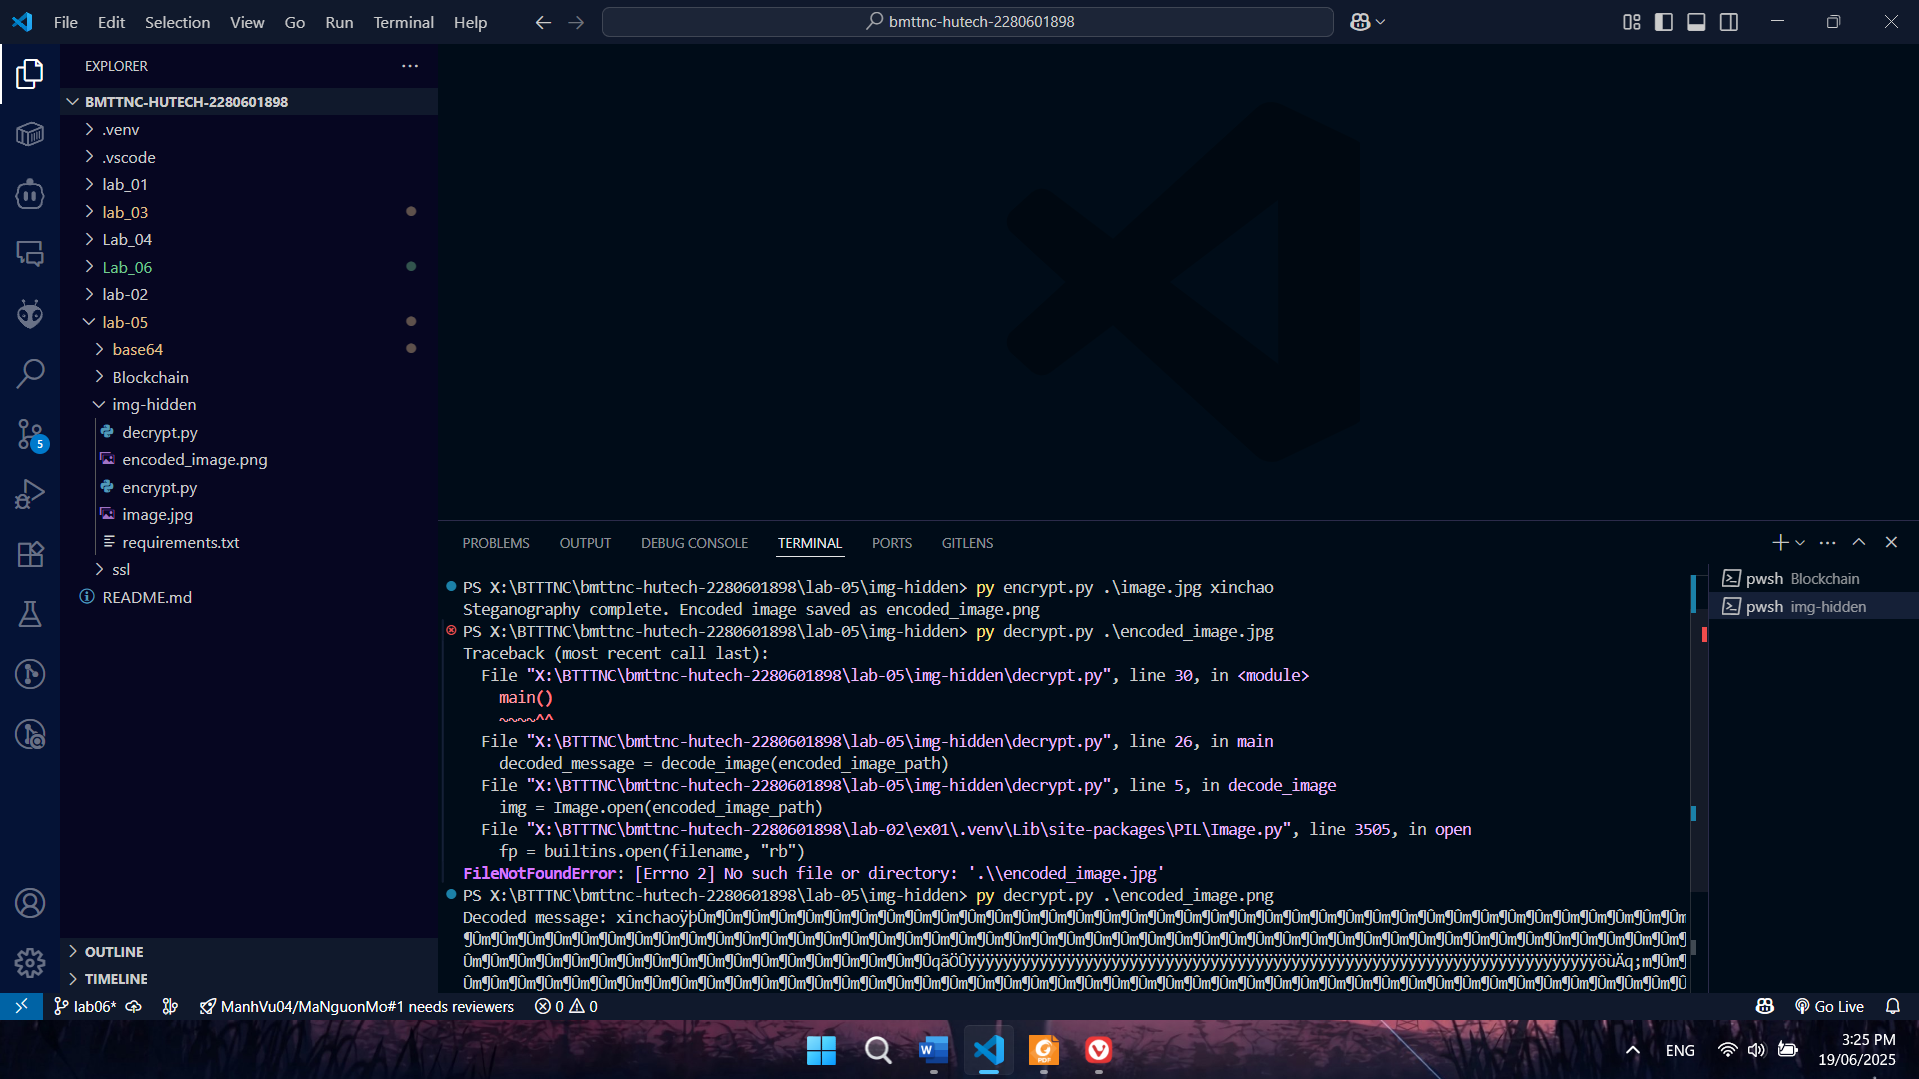 File Edit Selection View Go Run Terminal Help
bmttnc-hutech-2280601898
EXPLORER
BMTTNC-HUTECH-2280601898
.venv
.vscode
lab_01
lab_03
Lab_04
Lab_06
lab-02
lab-05
base64
Blockchain
img-hidden
decrypt.py
encoded_image.png
encrypt.py
image.jpg
requirements.txt
ssl
README.md
5
OUTLINE
TIMELINE
PROBLEMS OUTPUT DEBUG CONSOLE TERMINAL PORTS GITLENS
PS X:\BTTTNC\bmttnc-hutech-2280601898\lab-05\img-hidden> py encrypt.py .\image.jpg xinchao
Steganography complete. Encoded image saved as encoded_image.png
PS X:\BTTTNC\bmttnc-hutech-2280601898\lab-05\img-hidden> py decrypt.py .\encoded_image.jpg
Traceback (most recent call last):
File "X:\BTTTNC\bmttnc-hutech-2280601898\lab-05\img-hidden\decrypt.py", line 30, in <module>
main()
~~~~^^
File "X:\BTTTNC\bmttnc-hutech-2280601898\lab-05\img-hidden\decrypt.py", line 26, in main
decoded_message = decode_image(encoded_image_path)
File "X:\BTTTNC\bmttnc-hutech-2280601898\lab-05\img-hidden\decrypt.py", line 5, in decode_image
img = Image.open(encoded_image_path)
File "X:\BTTTNC\bmttnc-hutech-2280601898\lab-02\ex01\.venv\Lib\site-packages\PIL\Image.py", line 3505, in open
fp = builtins.open(filename, "rb")
FileNotFoundError: [Errno 2] No such file or directory: '.\\encoded_image.jpg'
PS X:\BTTTNC\bmttnc-hutech-2280601898\lab-05\img-hidden> py decrypt.py .\encoded_image.png
Decoded message:
pwsh Blockchain
pwsh img-hidden
lab06* ManhVu04/MaNguonMo#1 needs reviewers 0 0
Go Live
ENG
3:25 PM
19/06/2025